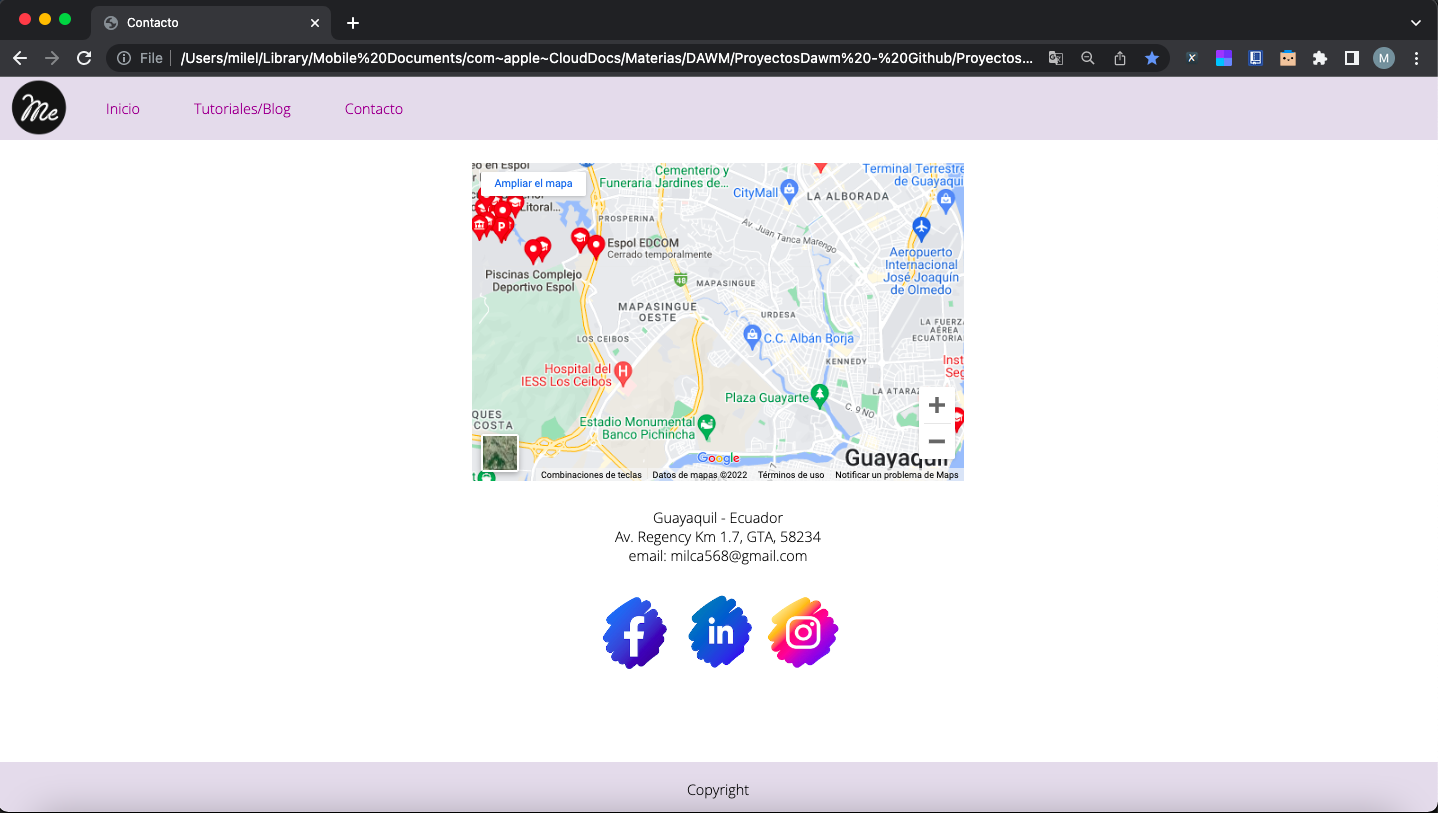 Contacto
File
/Users/milel/Library/Mobile%20Documents/com~apple~CloudDocs/Materias/DAWM/ProyectosDawm%20-%20Github/Proyectos...
M
Me
Inicio
Tutoriales/Blog
Contacto
eo en Espol
Ampliar el mapa
Litoral...
Cementerio y
Funeraria Jardines de...
CityMall
Terminal Terrestre
de Guayaqui
LA ALBORADA
PROSPERINA
Av. Juan Tanca Marengo
P
Espol EDCOM
Cerrado temporalmente
Aeropuerto
Internacional
José Joaquín
de Olmedo
Piscinas Complejo
Deportivo Espol
48
MAPASINGUE
MAPASINGUE
OESTE
URDESA
LA FUERZ
AÉREA
ECUATORIAN
LOS CEIBOS
C.C. Albán Borja
KENNEDY
Inst
Seg
Hospital del
IESS Los Ceibos
H
LA ATARAZ
Plaza Guayarte
C. 9 NO
+
QUES
COSTA
Estadio Monumental
Banco Pichincha
−
Google
Guayaquil
Combinaciones de teclas
Datos de mapas ©2022
Términos de uso
Notificar un problema de Maps
Guayaquil - Ecuador
Av. Regency Km 1.7, GTA, 58234
email: milca568@gmail.com
f
in
Copyright